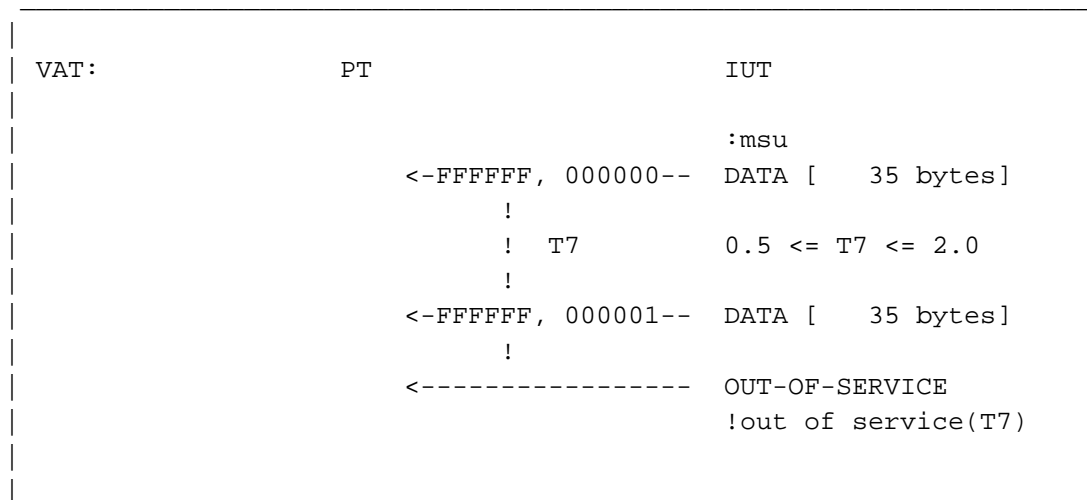 VAT: PT IUT
:msu
<-FFFFFF, 000000-- DATA [ 35 bytes]
!
! T7 0.5 <= T7 <= 2.0
!
<-FFFFFF, 000001-- DATA [ 35 bytes]
!
<----------------- OUT-OF-SERVICE
!out of service(T7)